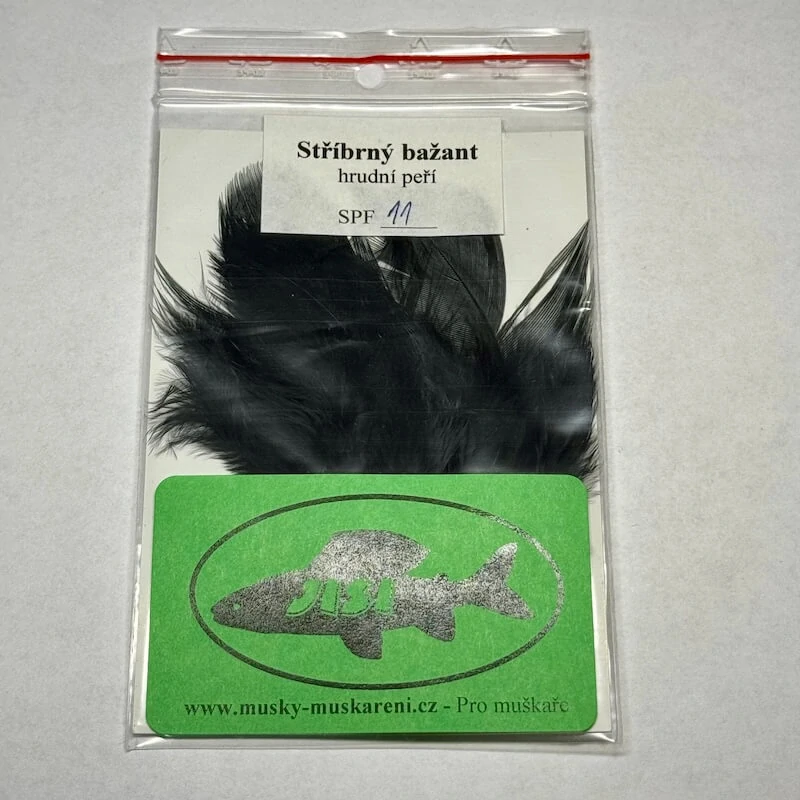 Stříbrný bažant
hrudní peří
SPF 11
JISI
www.musky-muskareni.cz - Pro muškaře